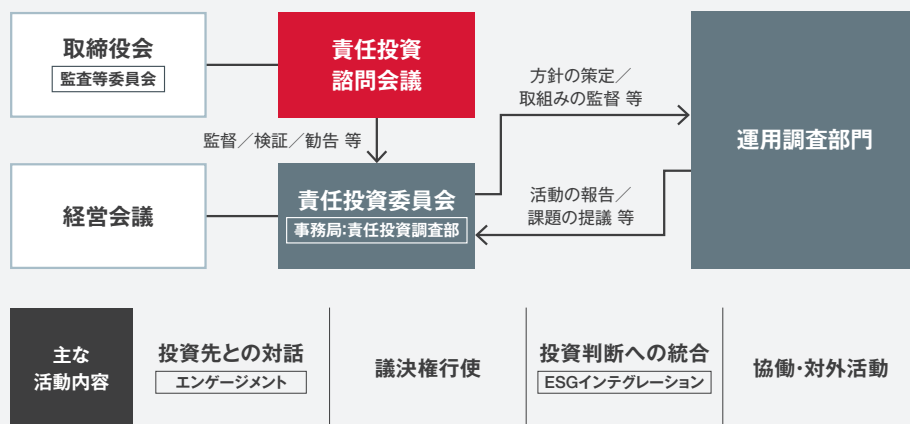 取締役会
監査等委員会
責任投資
諮問会議
監督／検証／勧告 等
方針の策定／
取組みの監督 等
運用調査部門
経営会議
責任投資委員会
事務局:責任投資調査部
活動の報告／
課題の提議 等
主な
活動内容
投資先との対話
エンゲージメント
議決権行使
投資判断への統合
ESGインテグレーション
協働・対外活動